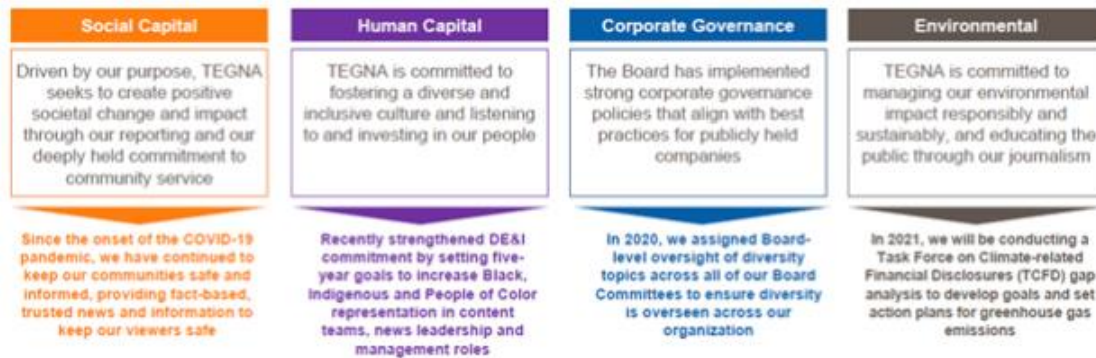 Social Capital
Driven by our purpose, TEGNA
seeks to create positive
societal change and impact
through our reporting and our
deeply held commitment to
community service
Since the onset of the COVID-19
pandemic, we have continued to
keep our communities safe and
informed, providing fact-based,
trusted news and information to
keep our viewers safe
Human Capital
TEGNA is committed to
fostering a diverse and
inclusive culture and listening
to and investing in our people
Recently strengthened DE&I
commitment by setting five-
year goals to increase Black,
Indigenous and People of Color
representation in content
teams, news leadership and
management roles
Corporate Governance
The Board has implemented
strong corporate governance
policies that align with best
practices for publicly held
companies
In 2020, we assigned Board-
level oversight of diversity
topics across all of our Board
Committees to ensure diversity
is overseen across our
organization
Environmental
TEGNA is committed to
managing our environmental
impact responsibly and
sustainably, and educating the
public through our journalism
In 2021, we will be conducting a
Task Force on Climate-related
Financial Disclosures (TCFD) gap
analysis to develop goals and set
action plans for greenhouse gas
emissions